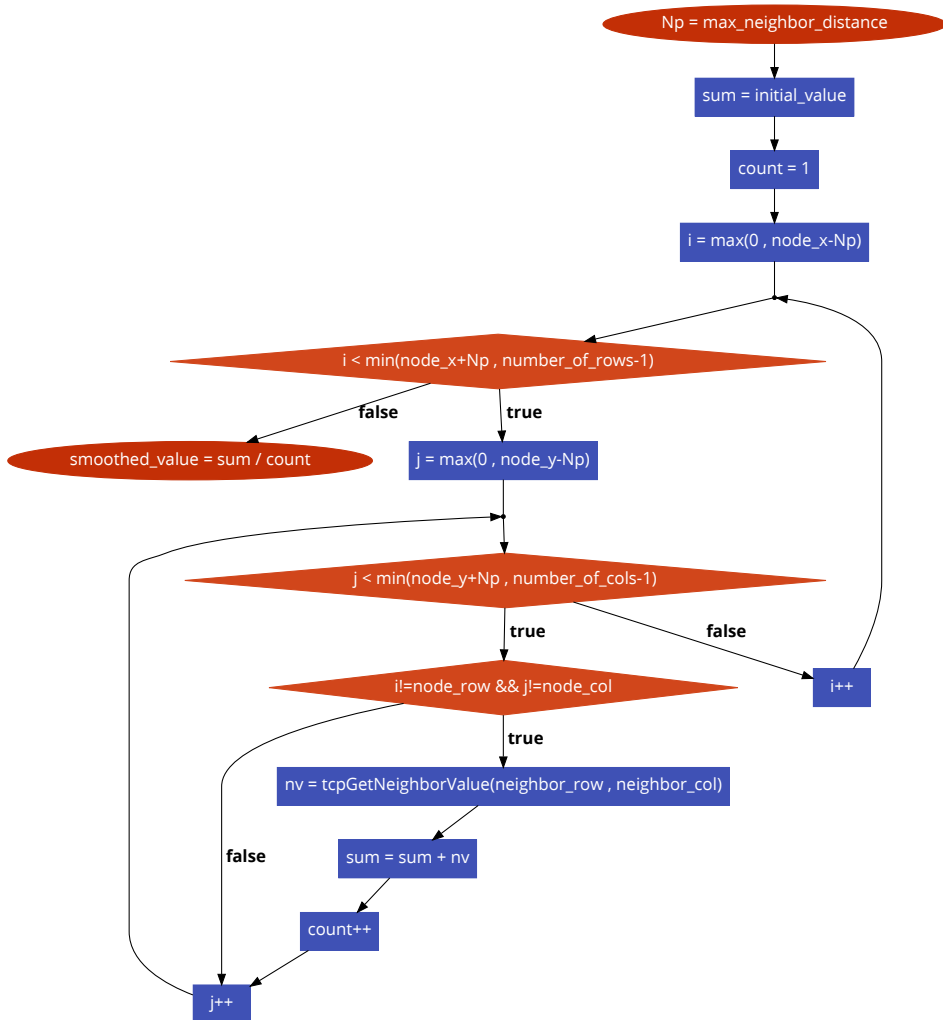 Np = max_neighbor_distance
sum = initial_value
count = 1
i = max(0 , node_x-Np)
i < min(node_x+Np , number_of_rows-1)
false
true
smoothed_value = sum / count
j = max(0 , node_y-Np)
j < min(node_y+Np , number_of_cols-1)
true
false
i!=node_row && j!=node_col
i++
true
nv = tcpGetNeighborValue(neighbor_row , neighbor_col)
false
sum = sum + nv
count++
j++